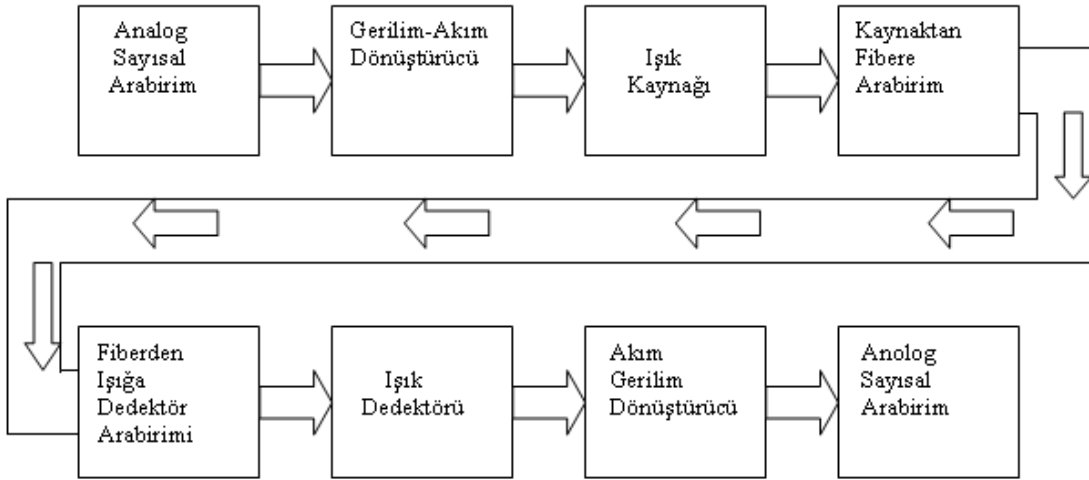 Analog
Sayısal
Arabirim
Gerilim-Akım
Dönüştürücü
Işık
Kaynağı
Kaynaktan
Fibere
Arabirim
Fiberden
Işığa
Dedektör
Arabirimi
Işık
Dedektörü
Akım
Gerilim
Dönüştürücü
Anolog
Sayısal
Arabirim